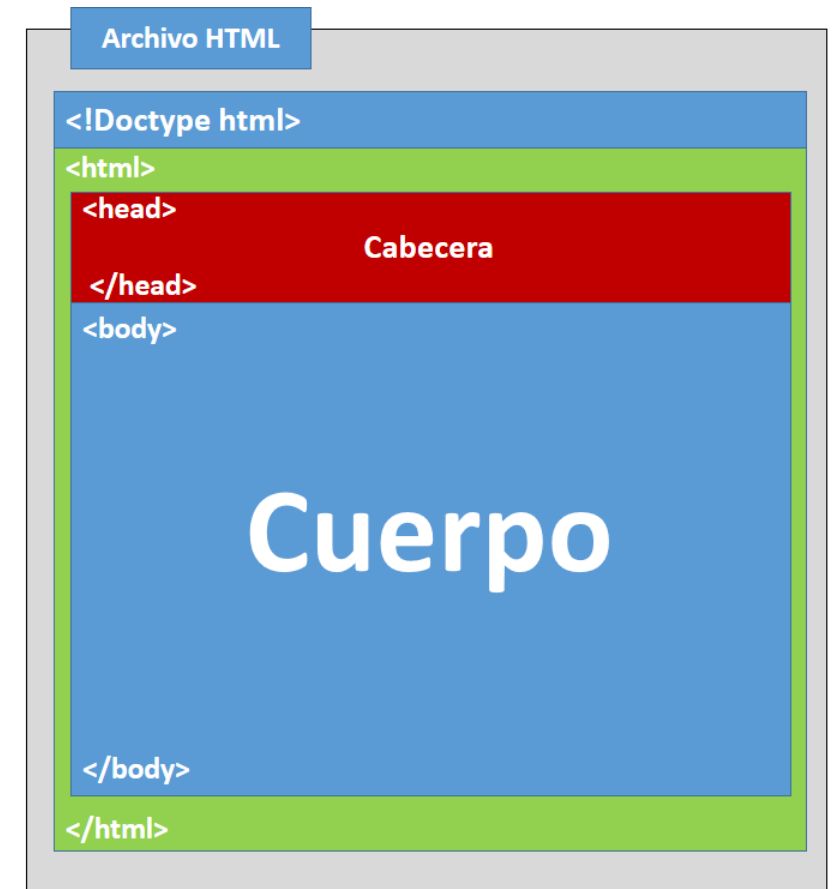 Archivo HTML
<!Doctype html>
<html>
<head>
Cabecera
</head>
<body>
Cuerpo
</body>
</html>